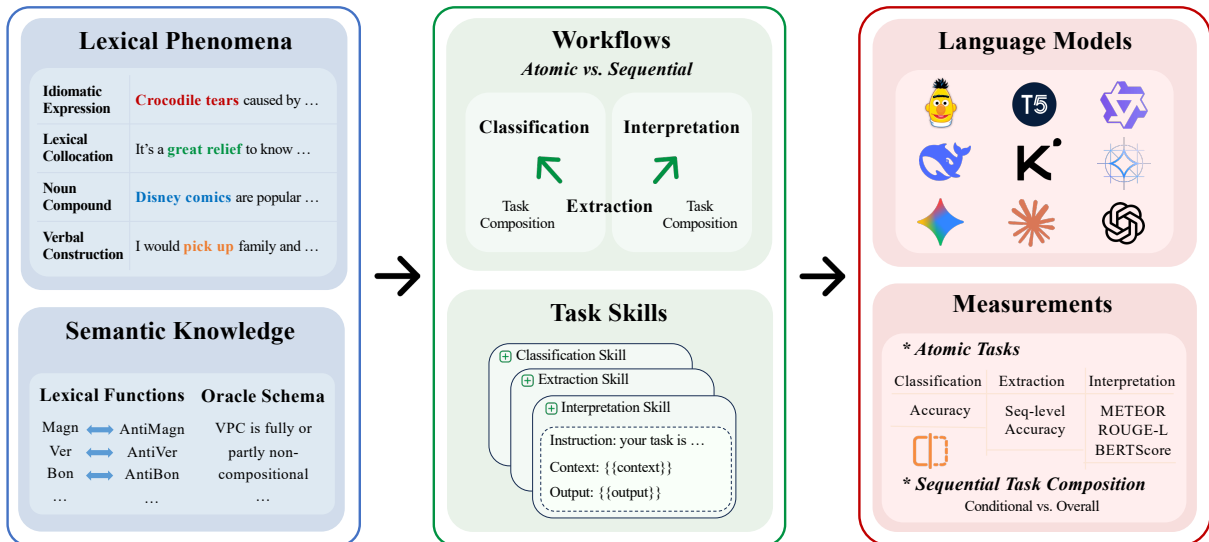 Lexical Phenomena
Idiomatic
Expression
Crocodile tears caused by …
Lexical
Collocation
It's a great relief to know …
Noun
Compound
Disney comics are popular …
Verbal
Construction
I would pick up family and …
Semantic Knowledge
Lexical Functions
Magn AntiMagn
Ver AntiVer
Bon AntiBon
… …
Oracle Schema
VPC is fully or
partly non-
compositional
…
Workflows
Atomic vs. Sequential
Classification
Interpretation
Task
Composition
Extraction
Task
Composition
Task Skills
Classification Skill
Extraction Skill
Interpretation Skill
Instruction: your task is …
Context: {{context}}
Output: {{output}}
Language Models
T5
K
Measurements
* Atomic Tasks
Classification Extraction Interpretation
Accuracy
Seq-level
Accuracy
METEOR
ROUGE-L
BERTScore
* Sequential Task Composition
Conditional vs. Overall